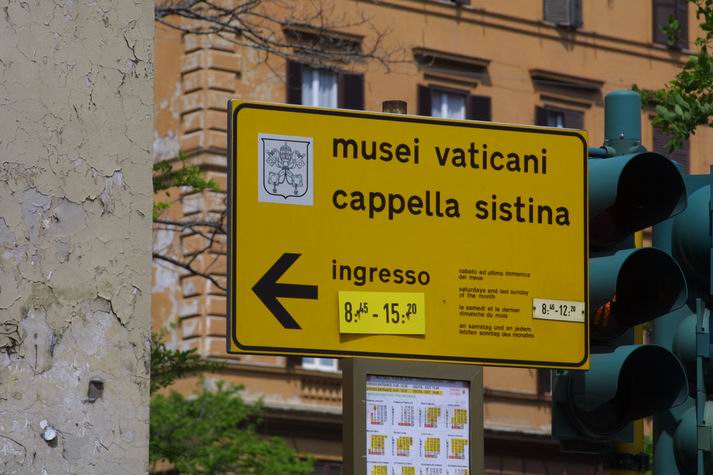 musei vaticani
cappella sistina
ingresso
8:45 - 15:20
sabato ed ultima domenica
del mese
saturdays and last sunday
of the month
le samedi et le dernier
dimanche du mois
an samstag und an jedem
letzten sonntag des monates
8:45-12:20